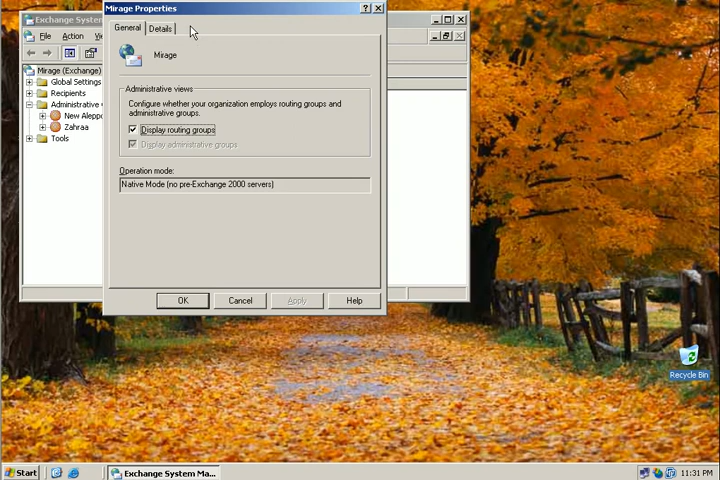 Exchange System
Mirage Properties
File Action
General Details
Mirage
Administrative views
Configure whether your organization employs routing groups and
administrative groups.
Display routing groups
Display administrative groups
Operation mode:
Native Mode (no pre-Exchange 2000 servers)
OK Cancel Apply Help
Mirage (Exchange)
Global Settings
Recipients
Administrative
New Alepp
Zahraa
Tools
Recycle Bin
Start Exchange System Ma... 11:31 PM